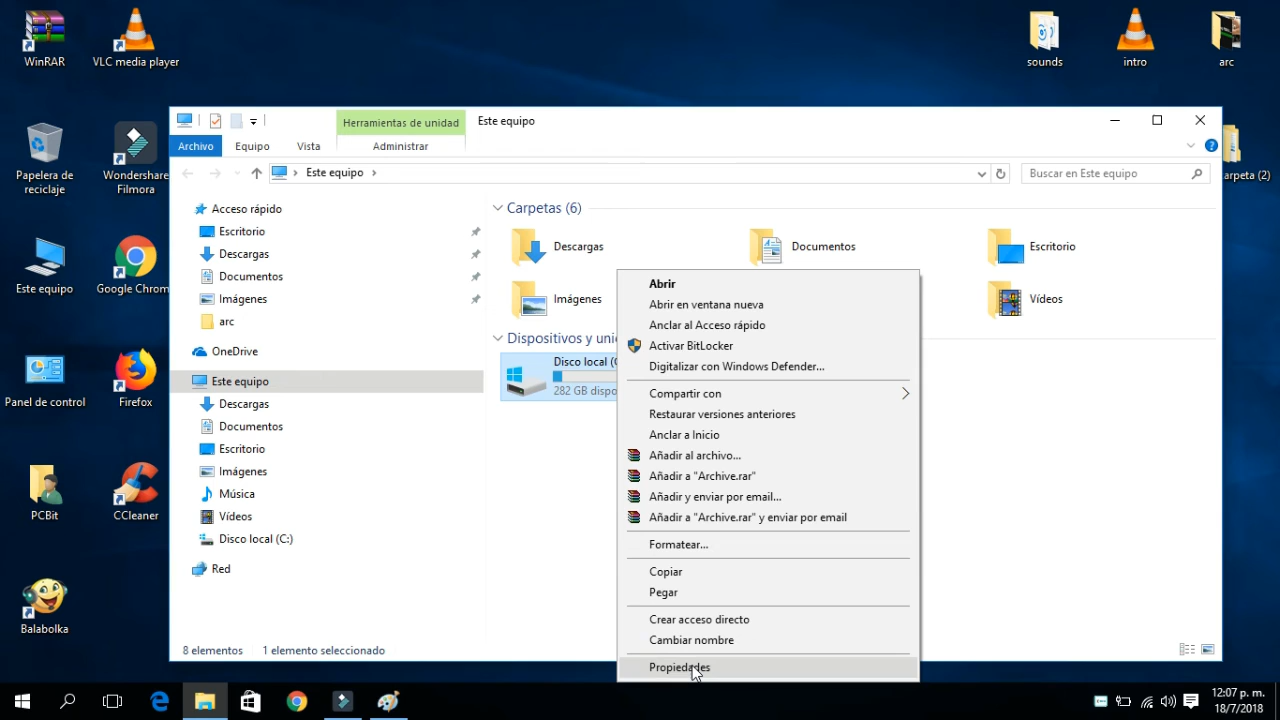 WinRAR
VLC media player
sounds
intro
arc
Herramientas de unidad
Este equipo
Archivo
Equipo
Vista
Administrar
Papelera de
reciclaje
Wondershare
Filmora
Este equipo
Buscar en Este equipo
arpeta (2)
Acceso rápido
Escritorio
Descargas
Documentos
Imágenes
arc
OneDrive
Este equipo
Descargas
Documentos
Escritorio
Imágenes
Música
Vídeos
Disco local (C:)
Red
Carpetas (6)
Descargas
Documentos
Escritorio
Imágenes
Vídeos
Dispositivos y uni
Disco local (
282 GB dispo
Este equipo
Google Chrom
Panel de control
Firefox
PCBit
CCleaner
Balabolka
Abrir
Abrir en ventana nueva
Anclar al Acceso rápido
Activar BitLocker
Digitalizar con Windows Defender...
Compartir con
Restaurar versiones anteriores
Anclar a Inicio
Añadir al archivo...
Añadir a "Archive.rar"
Añadir y enviar por email...
Añadir a "Archive.rar" y enviar por email
Formatear...
Copiar
Pegar
Crear acceso directo
Cambiar nombre
Propiedades
8 elementos
1 elemento seleccionado
12:07 p. m.
18/7/2018